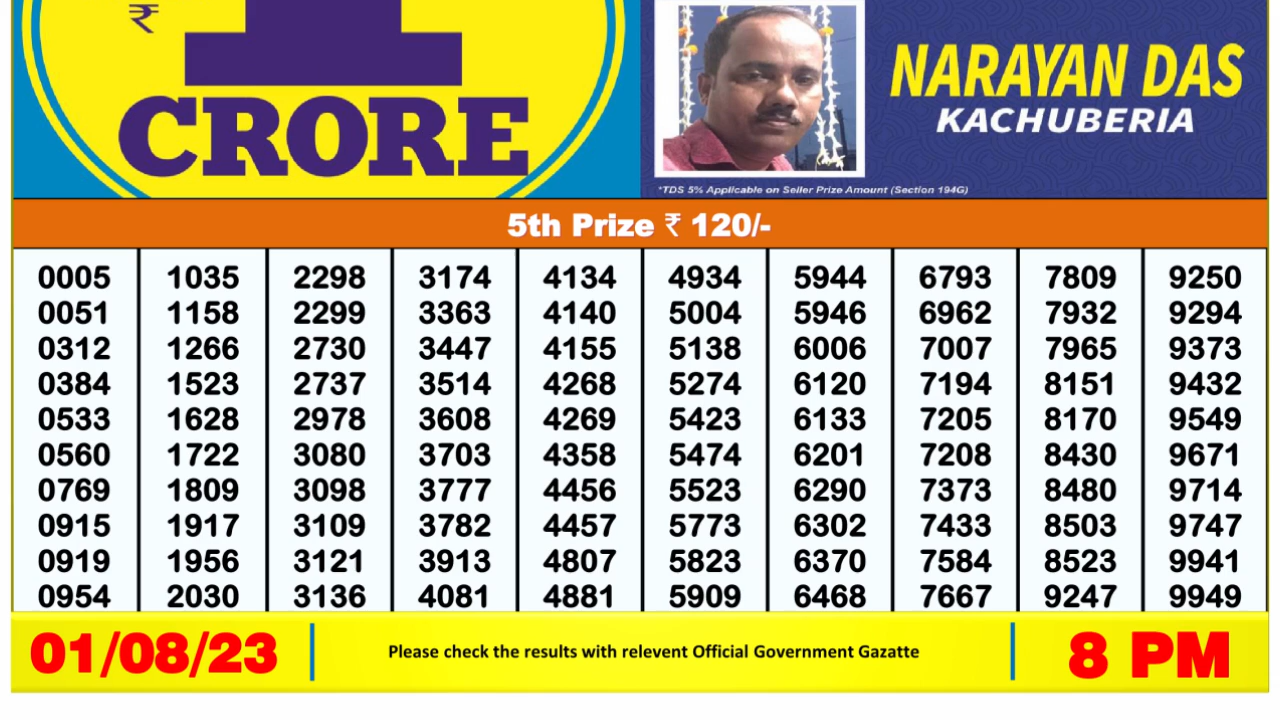 ₹
CRORE
NARAYAN DAS
KACHUBERIA
*TDS 5% Applicable on Seller Prize Amount (Section 194G)
5th Prize ₹ 120/-
0005 1035 2298 3174 4134 4934 5944 6793 7809 9250
0051 1158 2299 3363 4140 5004 5946 6962 7932 9294
0312 1266 2730 3447 4155 5138 6006 7007 7965 9373
0384 1523 2737 3514 4268 5274 6120 7194 8151 9432
0533 1628 2978 3608 4269 5423 6133 7205 8170 9549
0560 1722 3080 3703 4358 5474 6201 7208 8430 9671
0769 1809 3098 3777 4456 5523 6290 7373 8480 9714
0915 1917 3109 3782 4457 5773 6302 7433 8503 9747
0919 1956 3121 3913 4807 5823 6370 7584 8523 9941
0954 2030 3136 4081 4881 5909 6468 7667 9247 9949
01/08/23 Please check the results with relevent Official Government Gazatte 8 PM